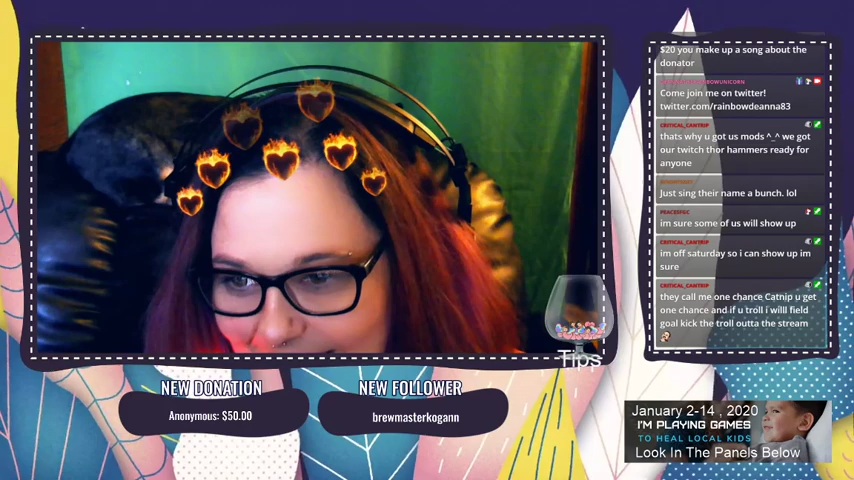 $20 you make up a song about the
donator
Come join me on twitter!
twitter.com/rainbowdeanna83
CRITICAL_CANTRIP
thats why u got us mods ^_^ we got
our twitch thor hammers ready for
anyone
Just sing their name a bunch. lol
im sure some of us will show up
CRITICAL_CANTRIP
im off saturday so i can show up im
sure
CRITICAL_CANTRIP
they call me one chance Catnip u get
one chance and if u troll i willl field
goal kick the troll outta the stream
Tips
NEW DONATION
Anonymous: $50.00
NEW FOLLOWER
brewmasterkogann
January 2-14 , 2020
I'M PLAYING GAMES
TO HEAL LOCAL KIDS
Look In The Panels Below